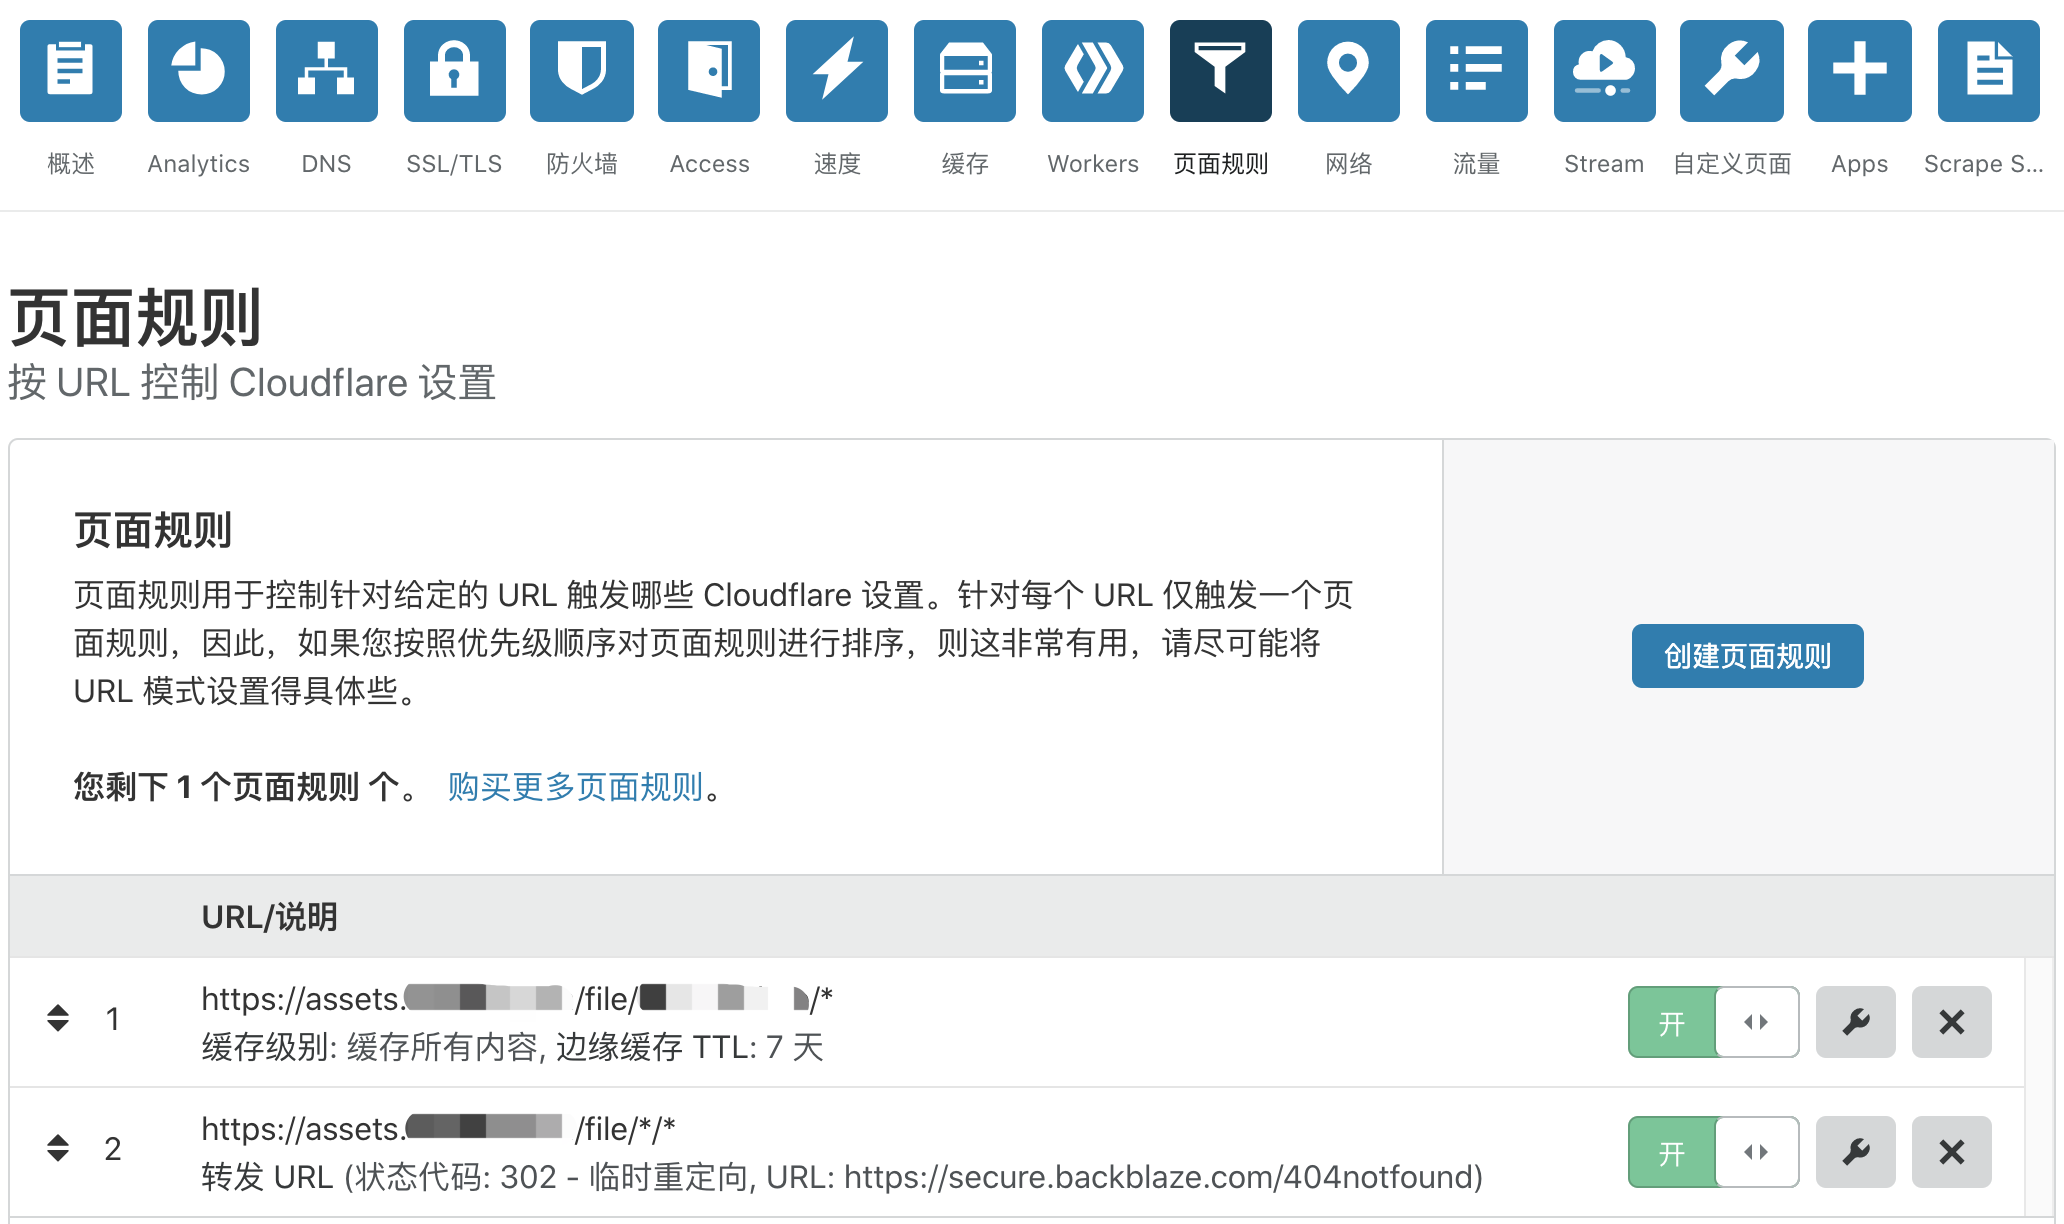 概述 Analytics DNS SSL/TLS 防火墙 Access 速度 缓存 Workers 页面规则 网络 流量 Stream 自定义页面 Apps Scrape S...
页面规则
按 URL 控制 Cloudflare 设置
页面规则
页面规则用于控制针对给定的 URL 触发哪些 Cloudflare 设置。针对每个 URL 仅触发一个页
面规则，因此，如果您按照优先级顺序对页面规则进行排序，则这非常有用，请尽可能将
URL 模式设置得具体些。
创建页面规则
您剩下 1 个页面规则 个。 购买更多页面规则。
URL/说明
1 https://assets. /file/ /* 开
缓存级别: 缓存所有内容, 边缘缓存 TTL: 7 天
2 https://assets. /file/*/* 开
转发 URL (状态代码: 302 - 临时重定向, URL: https://secure.backblaze.com/404notfound)